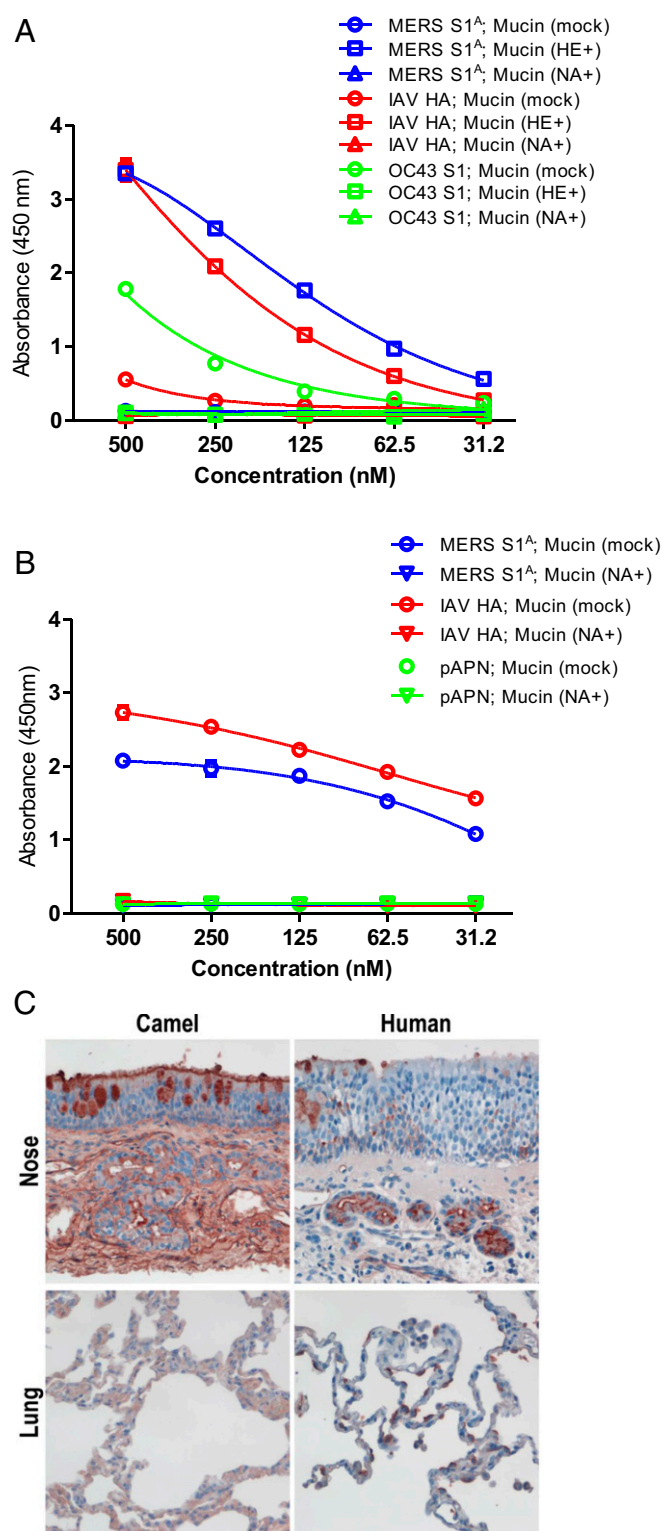 A
MERS S1ᴬ; Mucin (mock)
MERS S1ᴬ; Mucin (HE+)
MERS S1ᴬ; Mucin (NA+)
IAV HA; Mucin (mock)
IAV HA; Mucin (HE+)
IAV HA; Mucin (NA+)
OC43 S1; Mucin (mock)
OC43 S1; Mucin (HE+)
OC43 S1; Mucin (NA+)
Absorbance (450 nm)
4
3
2
1
0
500 250 125 62.5 31.2
Concentration (nM)
B
MERS S1ᴬ; Mucin (mock)
MERS S1ᴬ; Mucin (NA+)
IAV HA; Mucin (mock)
IAV HA; Mucin (NA+)
pAPN; Mucin (mock)
pAPN; Mucin (NA+)
Absorbance (450nm)
4
3
2
1
0
500 250 125 62.5 31.2
Concentration (nM)
C
Camel Human
Nose
Lung